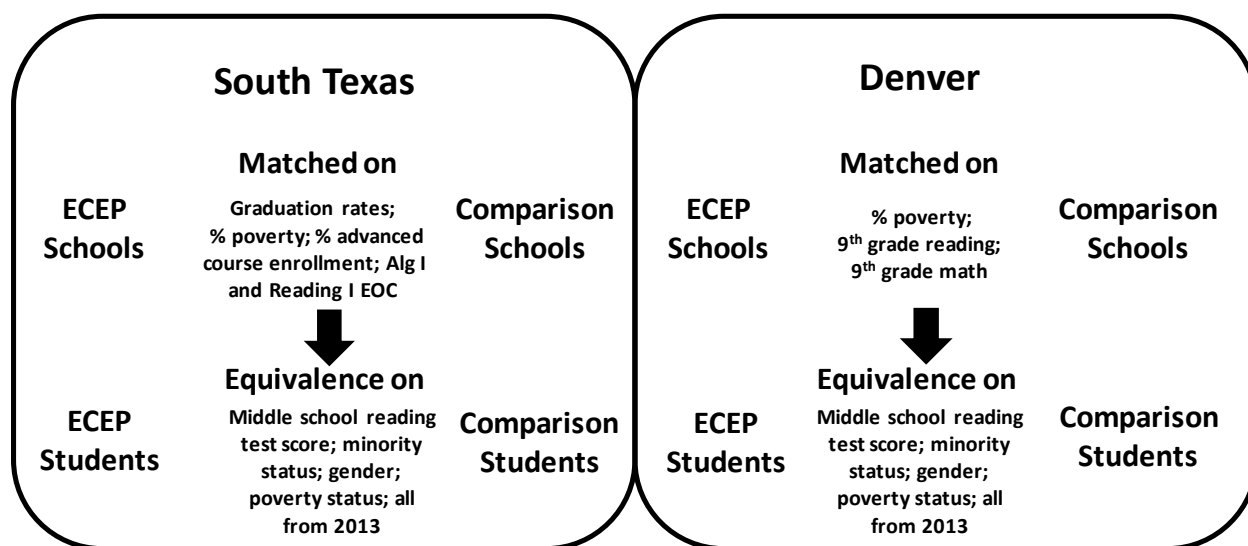 South Texas
Matched on
ECEP
Schools
Graduation rates;
% poverty; % advanced
course enrollment; Alg I
and Reading I EOC
Comparison
Schools
Equivalence on
ECEP
Students
Middle school reading
test score; minority
status; gender;
poverty status; all
from 2013
Comparison
Students
Denver
Matched on
ECEP
Schools
% poverty;
9th grade reading;
9th grade math
Comparison
Schools
Equivalence on
ECEP
Students
Middle school reading
test score; minority
status; gender;
poverty status; all
from 2013
Comparison
Students